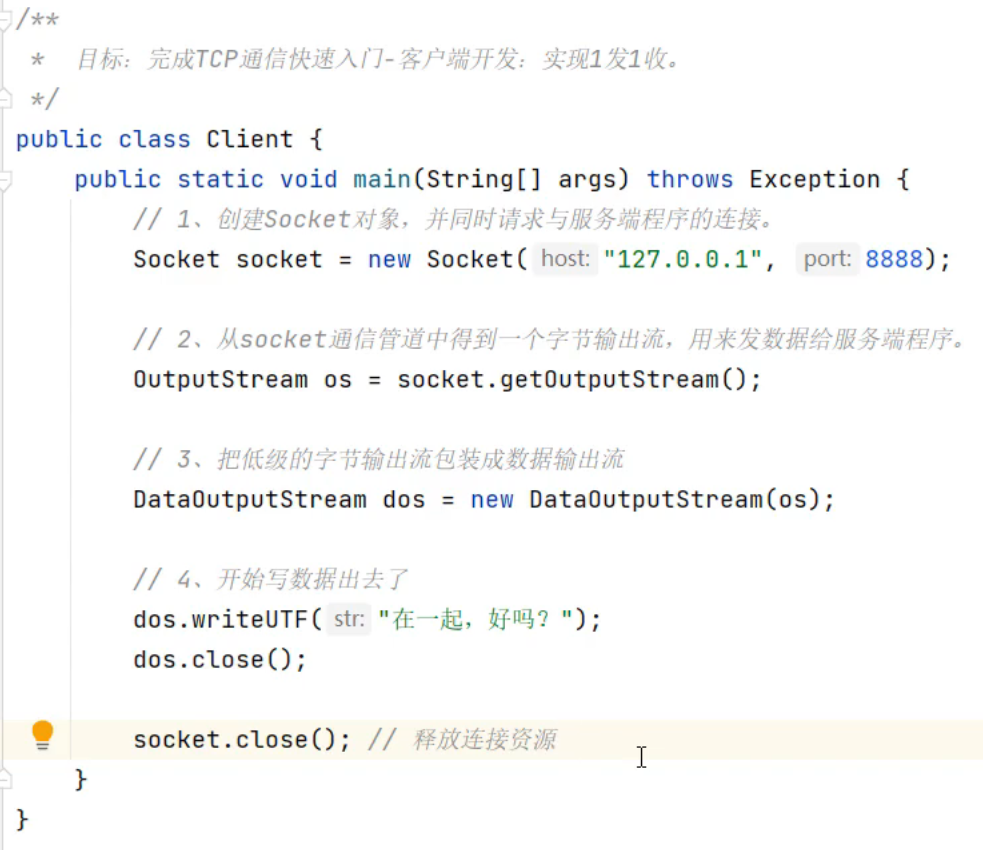 /**
 *  目标：完成TCP通信快速入门-客户端开发：实现1发1收。
 */
public class Client {
    public static void main(String[] args) throws Exception {
        // 1、创建Socket对象，并同时请求与服务端程序的连接。
        Socket socket = new Socket( host: "127.0.0.1",  port: 8888);

        // 2、从socket通信管道中得到一个字节输出流，用来发数据给服务端程序。
        OutputStream os = socket.getOutputStream();

        // 3、把低级的字节输出流包装成数据输出流
        DataOutputStream dos = new DataOutputStream(os);

        // 4、开始写数据出去了
        dos.writeUTF( str: "在一起，好吗？");
        dos.close();

        socket.close(); // 释放连接资源
    }
}